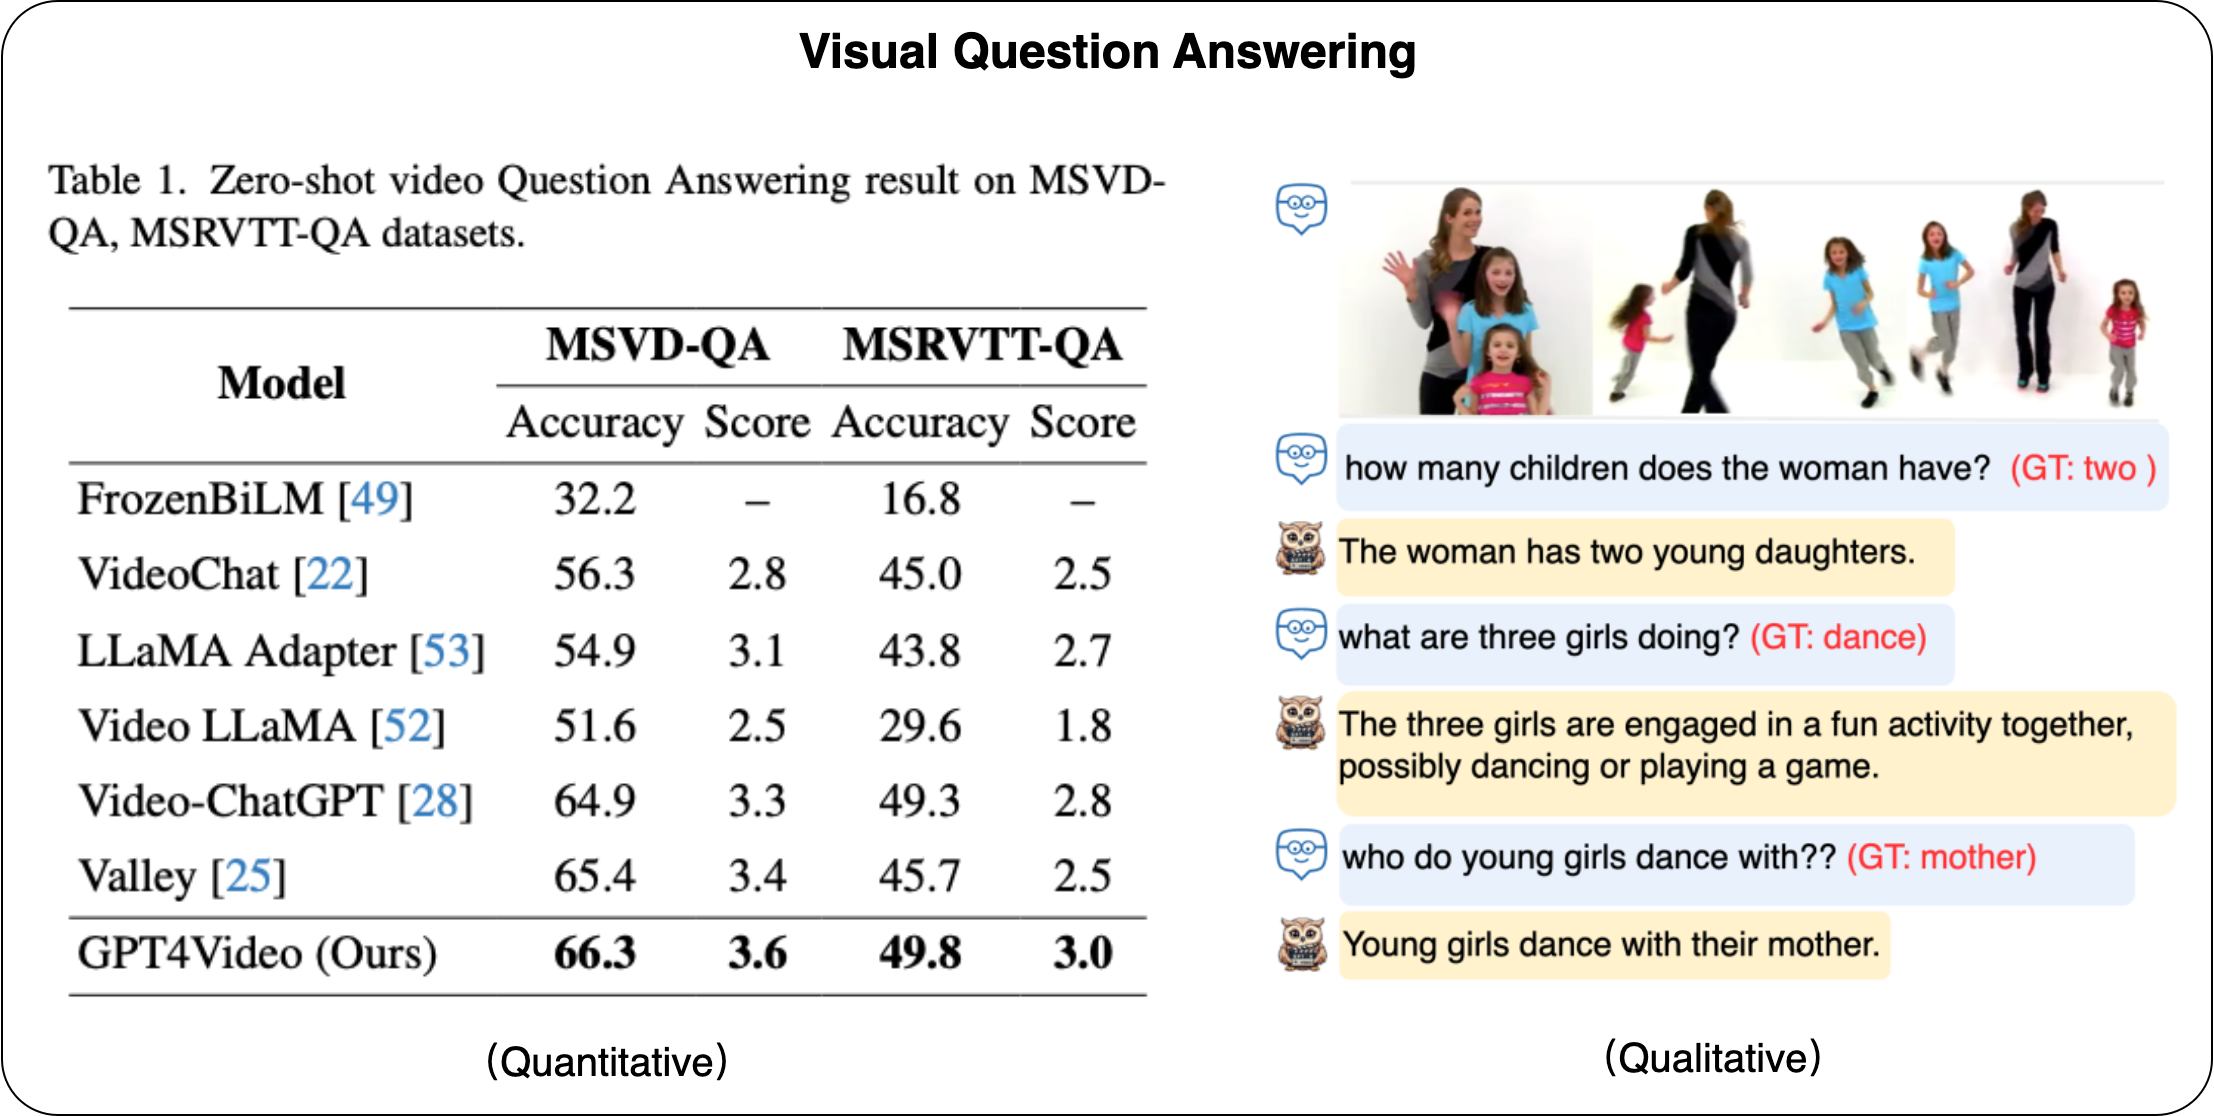 Visual Question Answering
Table 1. Zero-shot video Question Answering result on MSVD-
QA, MSRVTT-QA datasets.
Model MSVD-QA MSRVTT-QA
Accuracy Score Accuracy Score
FrozenBiLM [49] 32.2 – 16.8 –
VideoChat [22] 56.3 2.8 45.0 2.5
LLaMA Adapter [53] 54.9 3.1 43.8 2.7
Video LLaMA [52] 51.6 2.5 29.6 1.8
Video-ChatGPT [28] 64.9 3.3 49.3 2.8
Valley [25] 65.4 3.4 45.7 2.5
GPT4Video (Ours) 66.3 3.6 49.8 3.0
(Quantitative)
how many children does the woman have? (GT: two )
The woman has two young daughters.
what are three girls doing? (GT: dance)
The three girls are engaged in a fun activity together,
possibly dancing or playing a game.
who do young girls dance with?? (GT: mother)
Young girls dance with their mother.
(Qualitative)